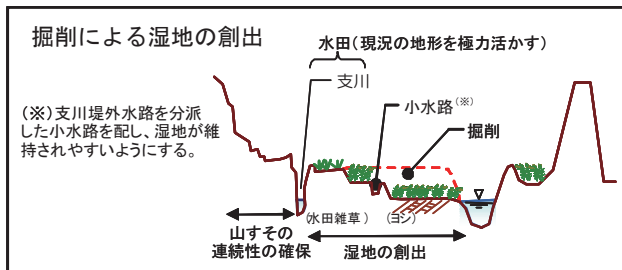 掘削による湿地の創出
水田(現況の地形を極力活かす)
支川
(※)支川堤外水路を分派
した小水路を配し、湿地が維
持されやすいようにする。
小水路(※)
掘削
(水田雑草)
(ヨシ)
山すその
連続性の確保
湿地の創出